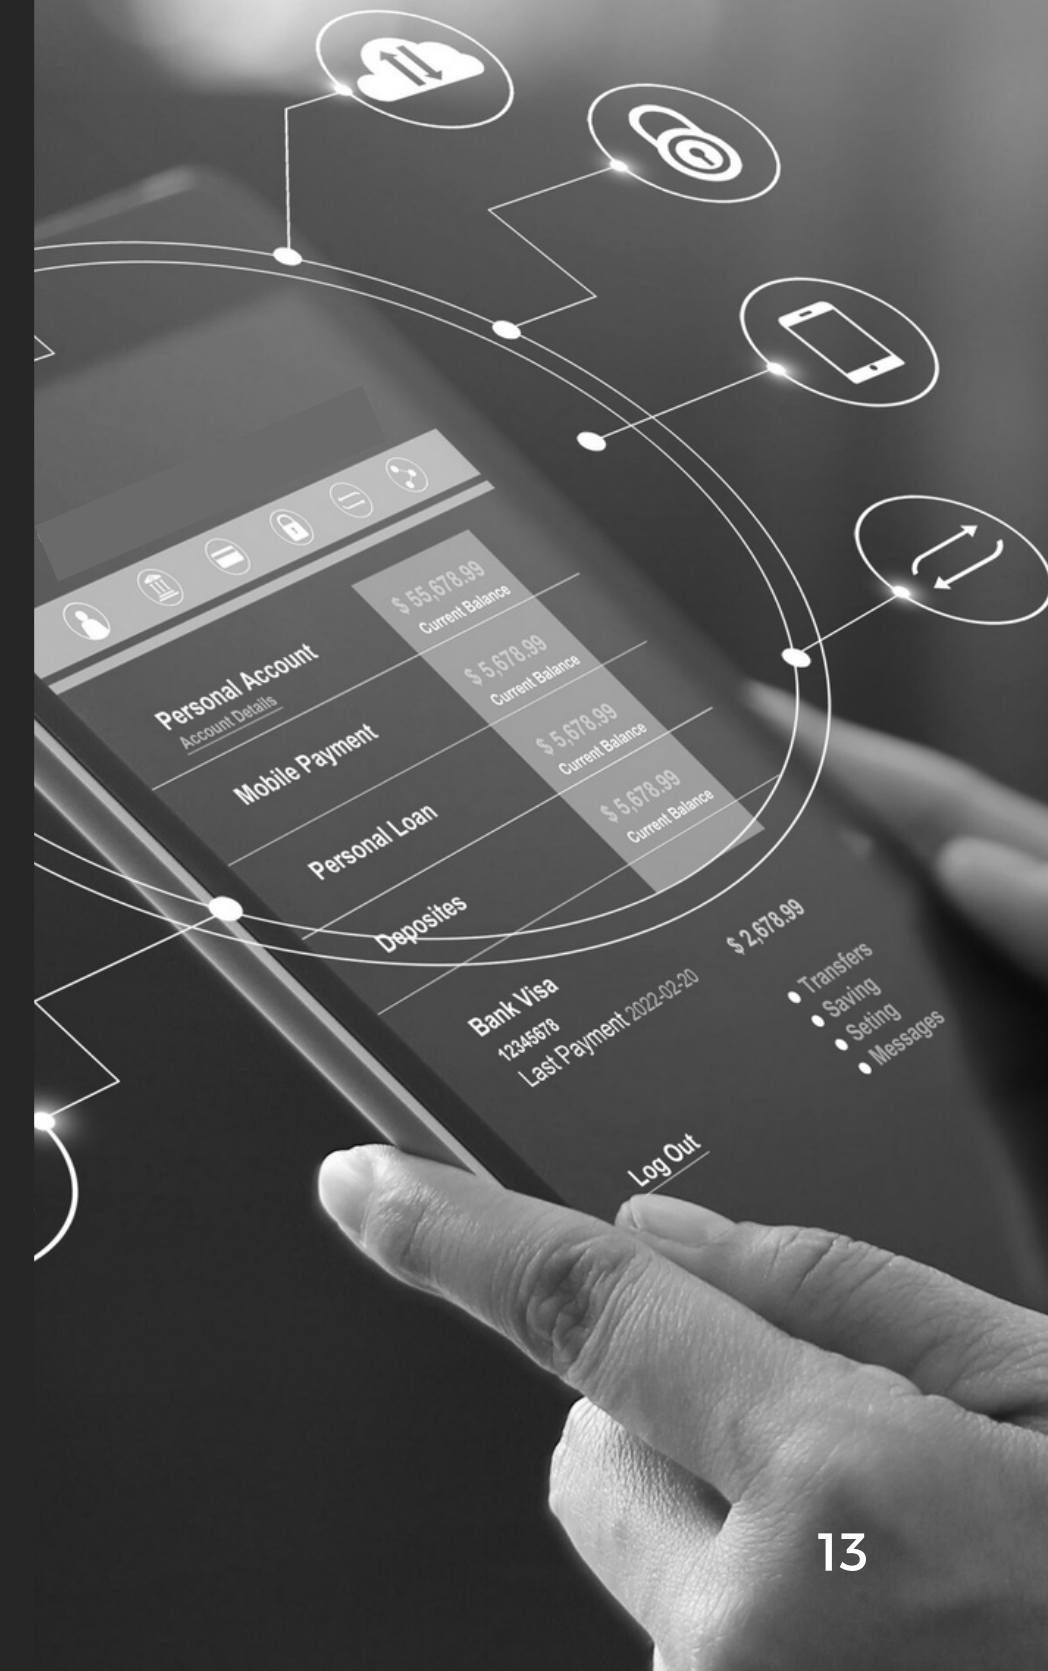 $ 55,678.99
Current Balance
Personal Account
Account Details
$ 5,678.99
Current Balance
Mobile Payment
$ 5,678.99
Current Balance
Personal Loan
$ 5,678.99
Current Balance
Deposites
$ 2,678.99
Bank Visa
12345678
Last Payment 2022-02-20
Transfers
Saving
Seting
Messages
Log Out
13